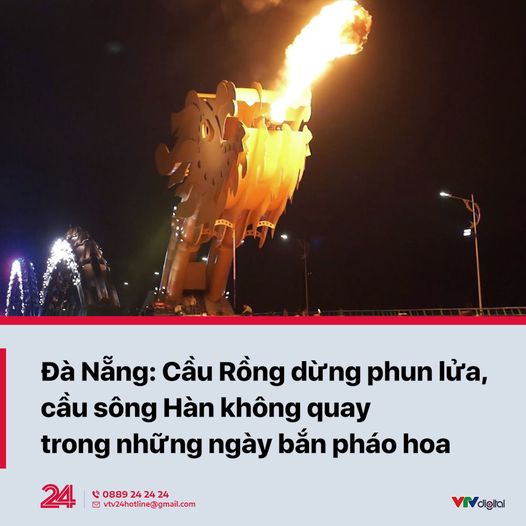 Đà Nẵng: Cầu Rồng dừng phun lửa,
cầu sông Hàn không quay
trong những ngày bắn pháo hoa
24
0889 24 24 24
vtv24hotline@gmail.com
VTVdigital